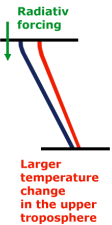 Radiativ
forcing
Larger
temperature
change
in the upper
troposphere